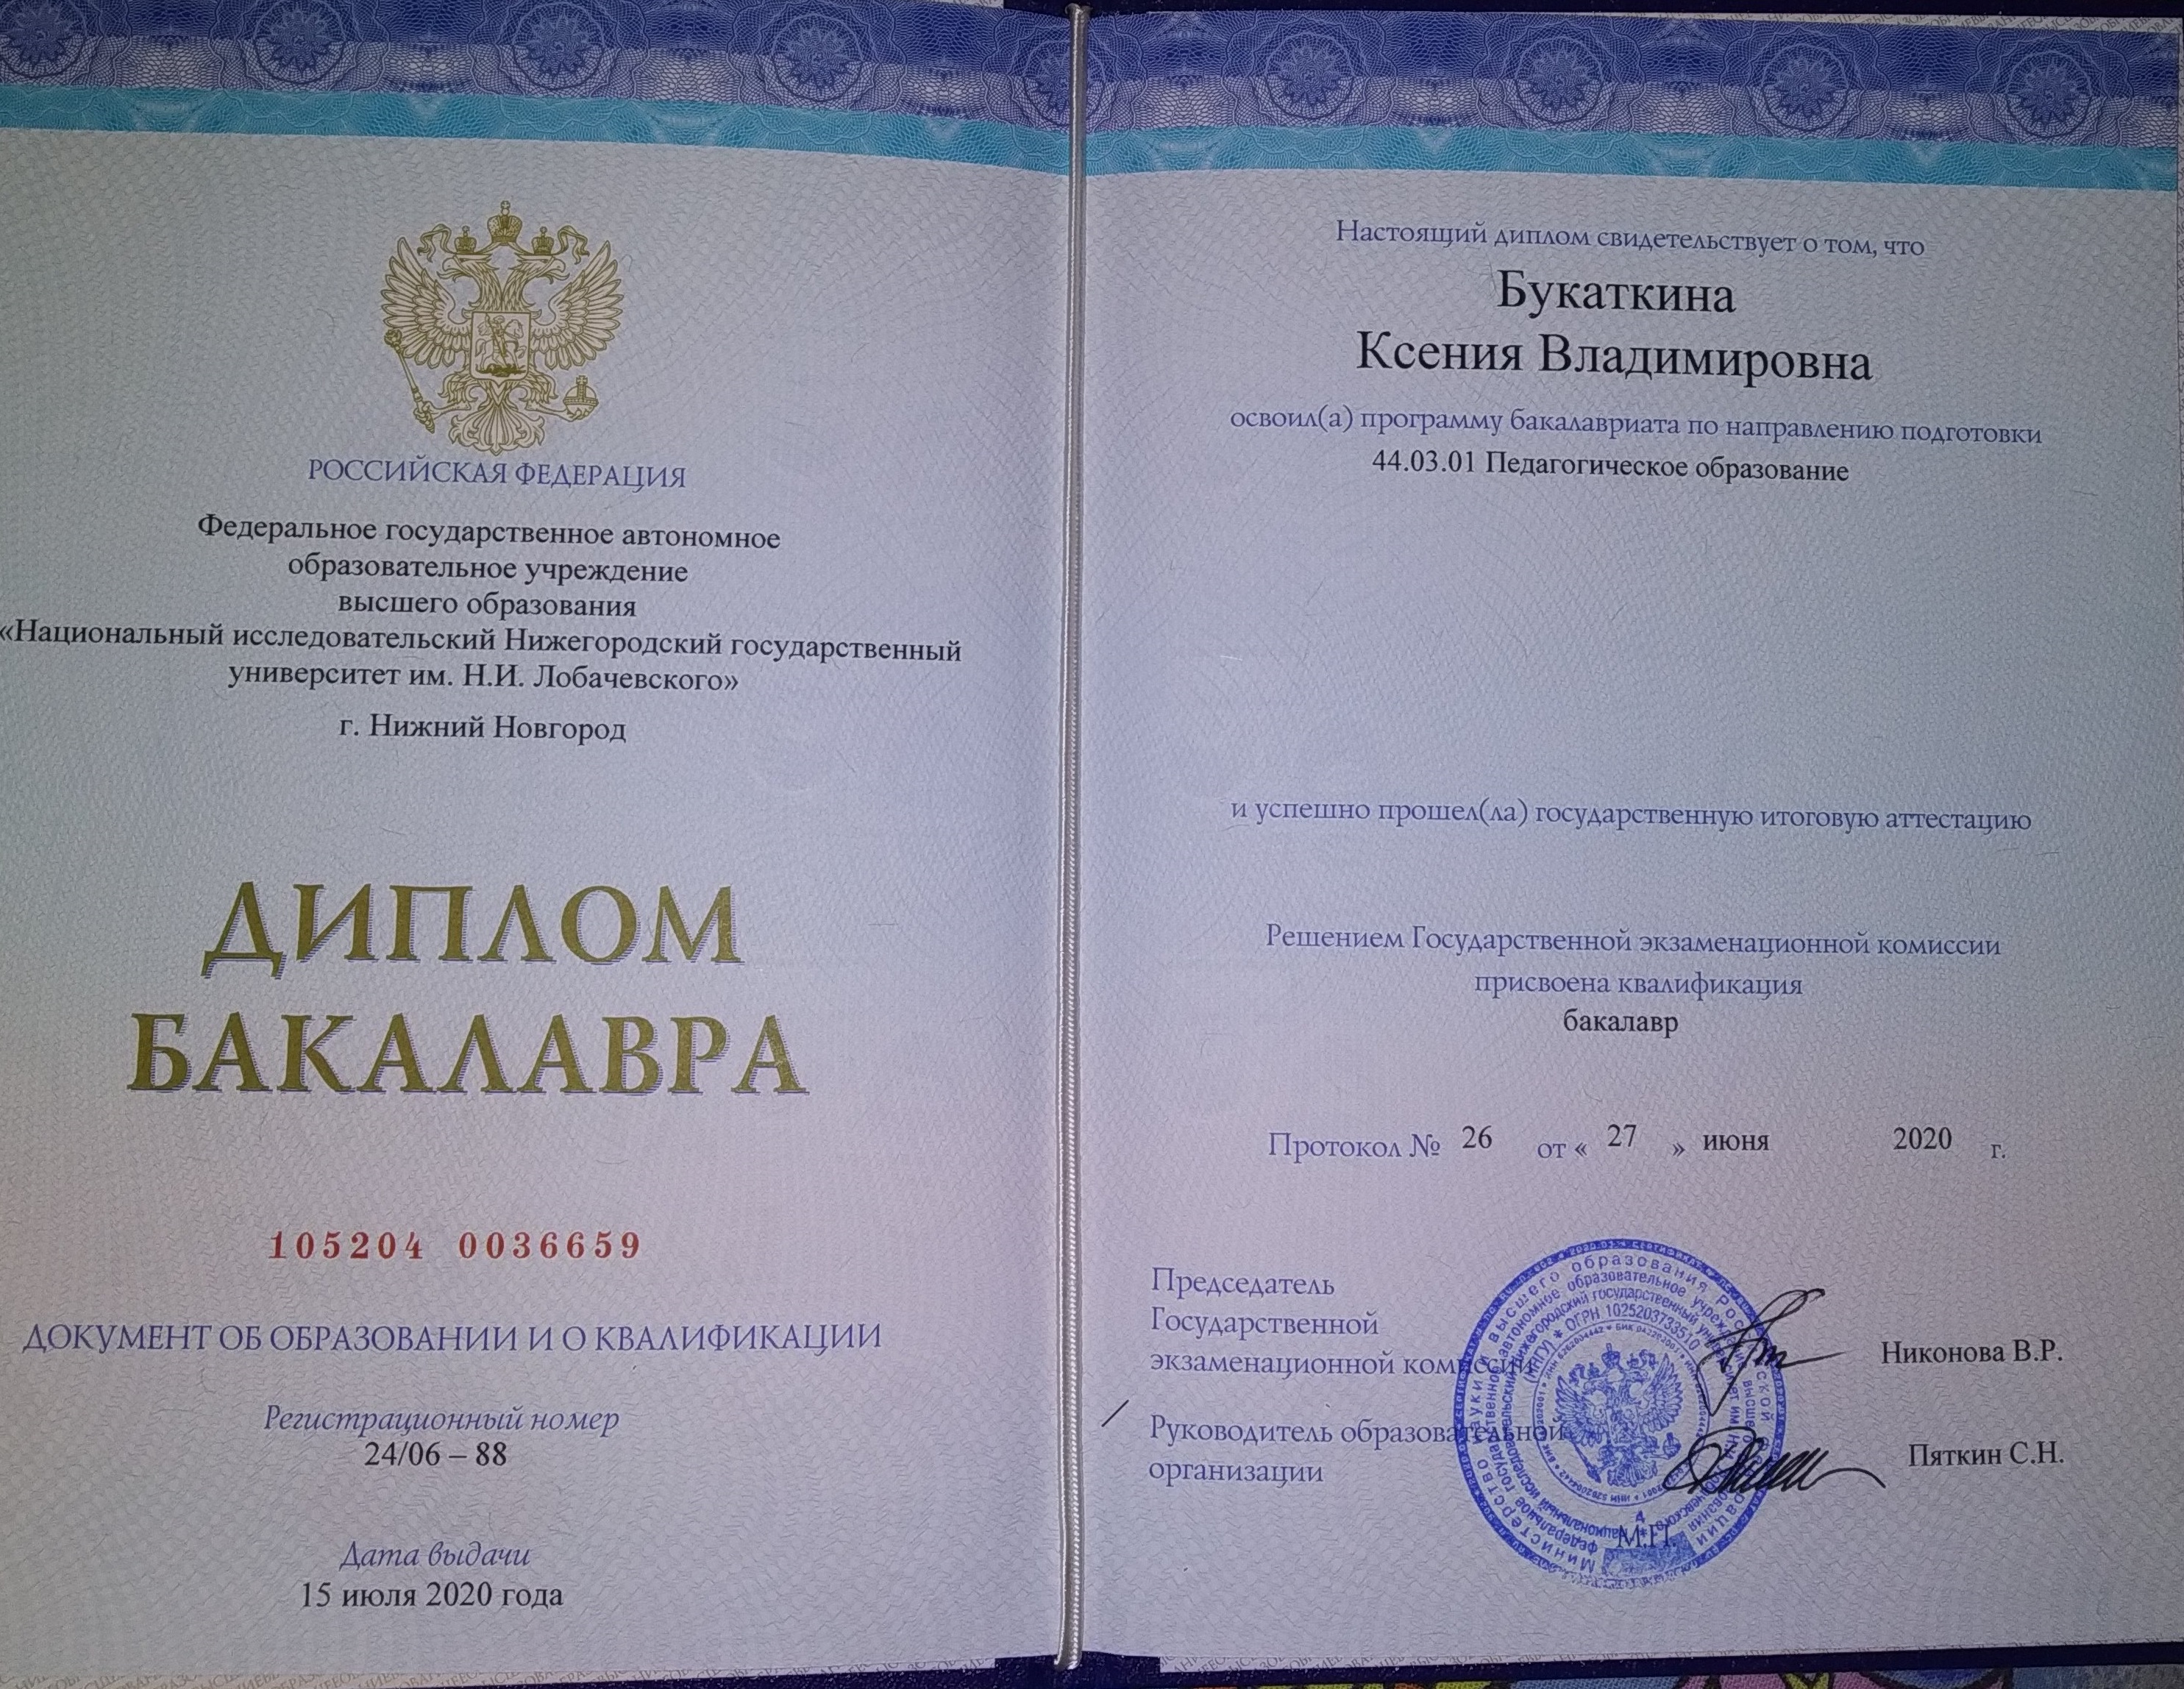 РОССИЙСКАЯ ФЕДЕРАЦИЯ
Федеральное государственное автономное
образовательное учреждение
высшего образования
«Национальный исследовательский Нижегородский государственный
университет им. Н.И. Лобачевского»
г. Нижний Новгород
ДИПЛОМ
БАКАЛАВРА
105204 0036659
ДОКУМЕНТ ОБ ОБРАЗОВАНИИ И О КВАЛИФИКАЦИИ
Регистрационный номер
24/06 – 88
Дата выдачи
15 июля 2020 года
Настоящий диплом свидетельствует о том, что
Букаткина
Ксения Владимировна
освоил(а) программу бакалавриата по направлению подготовки
44.03.01 Педагогическое образование
и успешно прошел(ла) государственную итоговую аттестацию
Решением Государственной экзаменационной комиссии
присвоена квалификация
бакалавр
Протокол № 26 от « 27 » июня 2020 г.
Председатель
Государственной
экзаменационной комиссии
Никонова В.Р.
Руководитель образовательной
организации
Пяткин С.Н.
М.П.
ОГРН 1025203733510